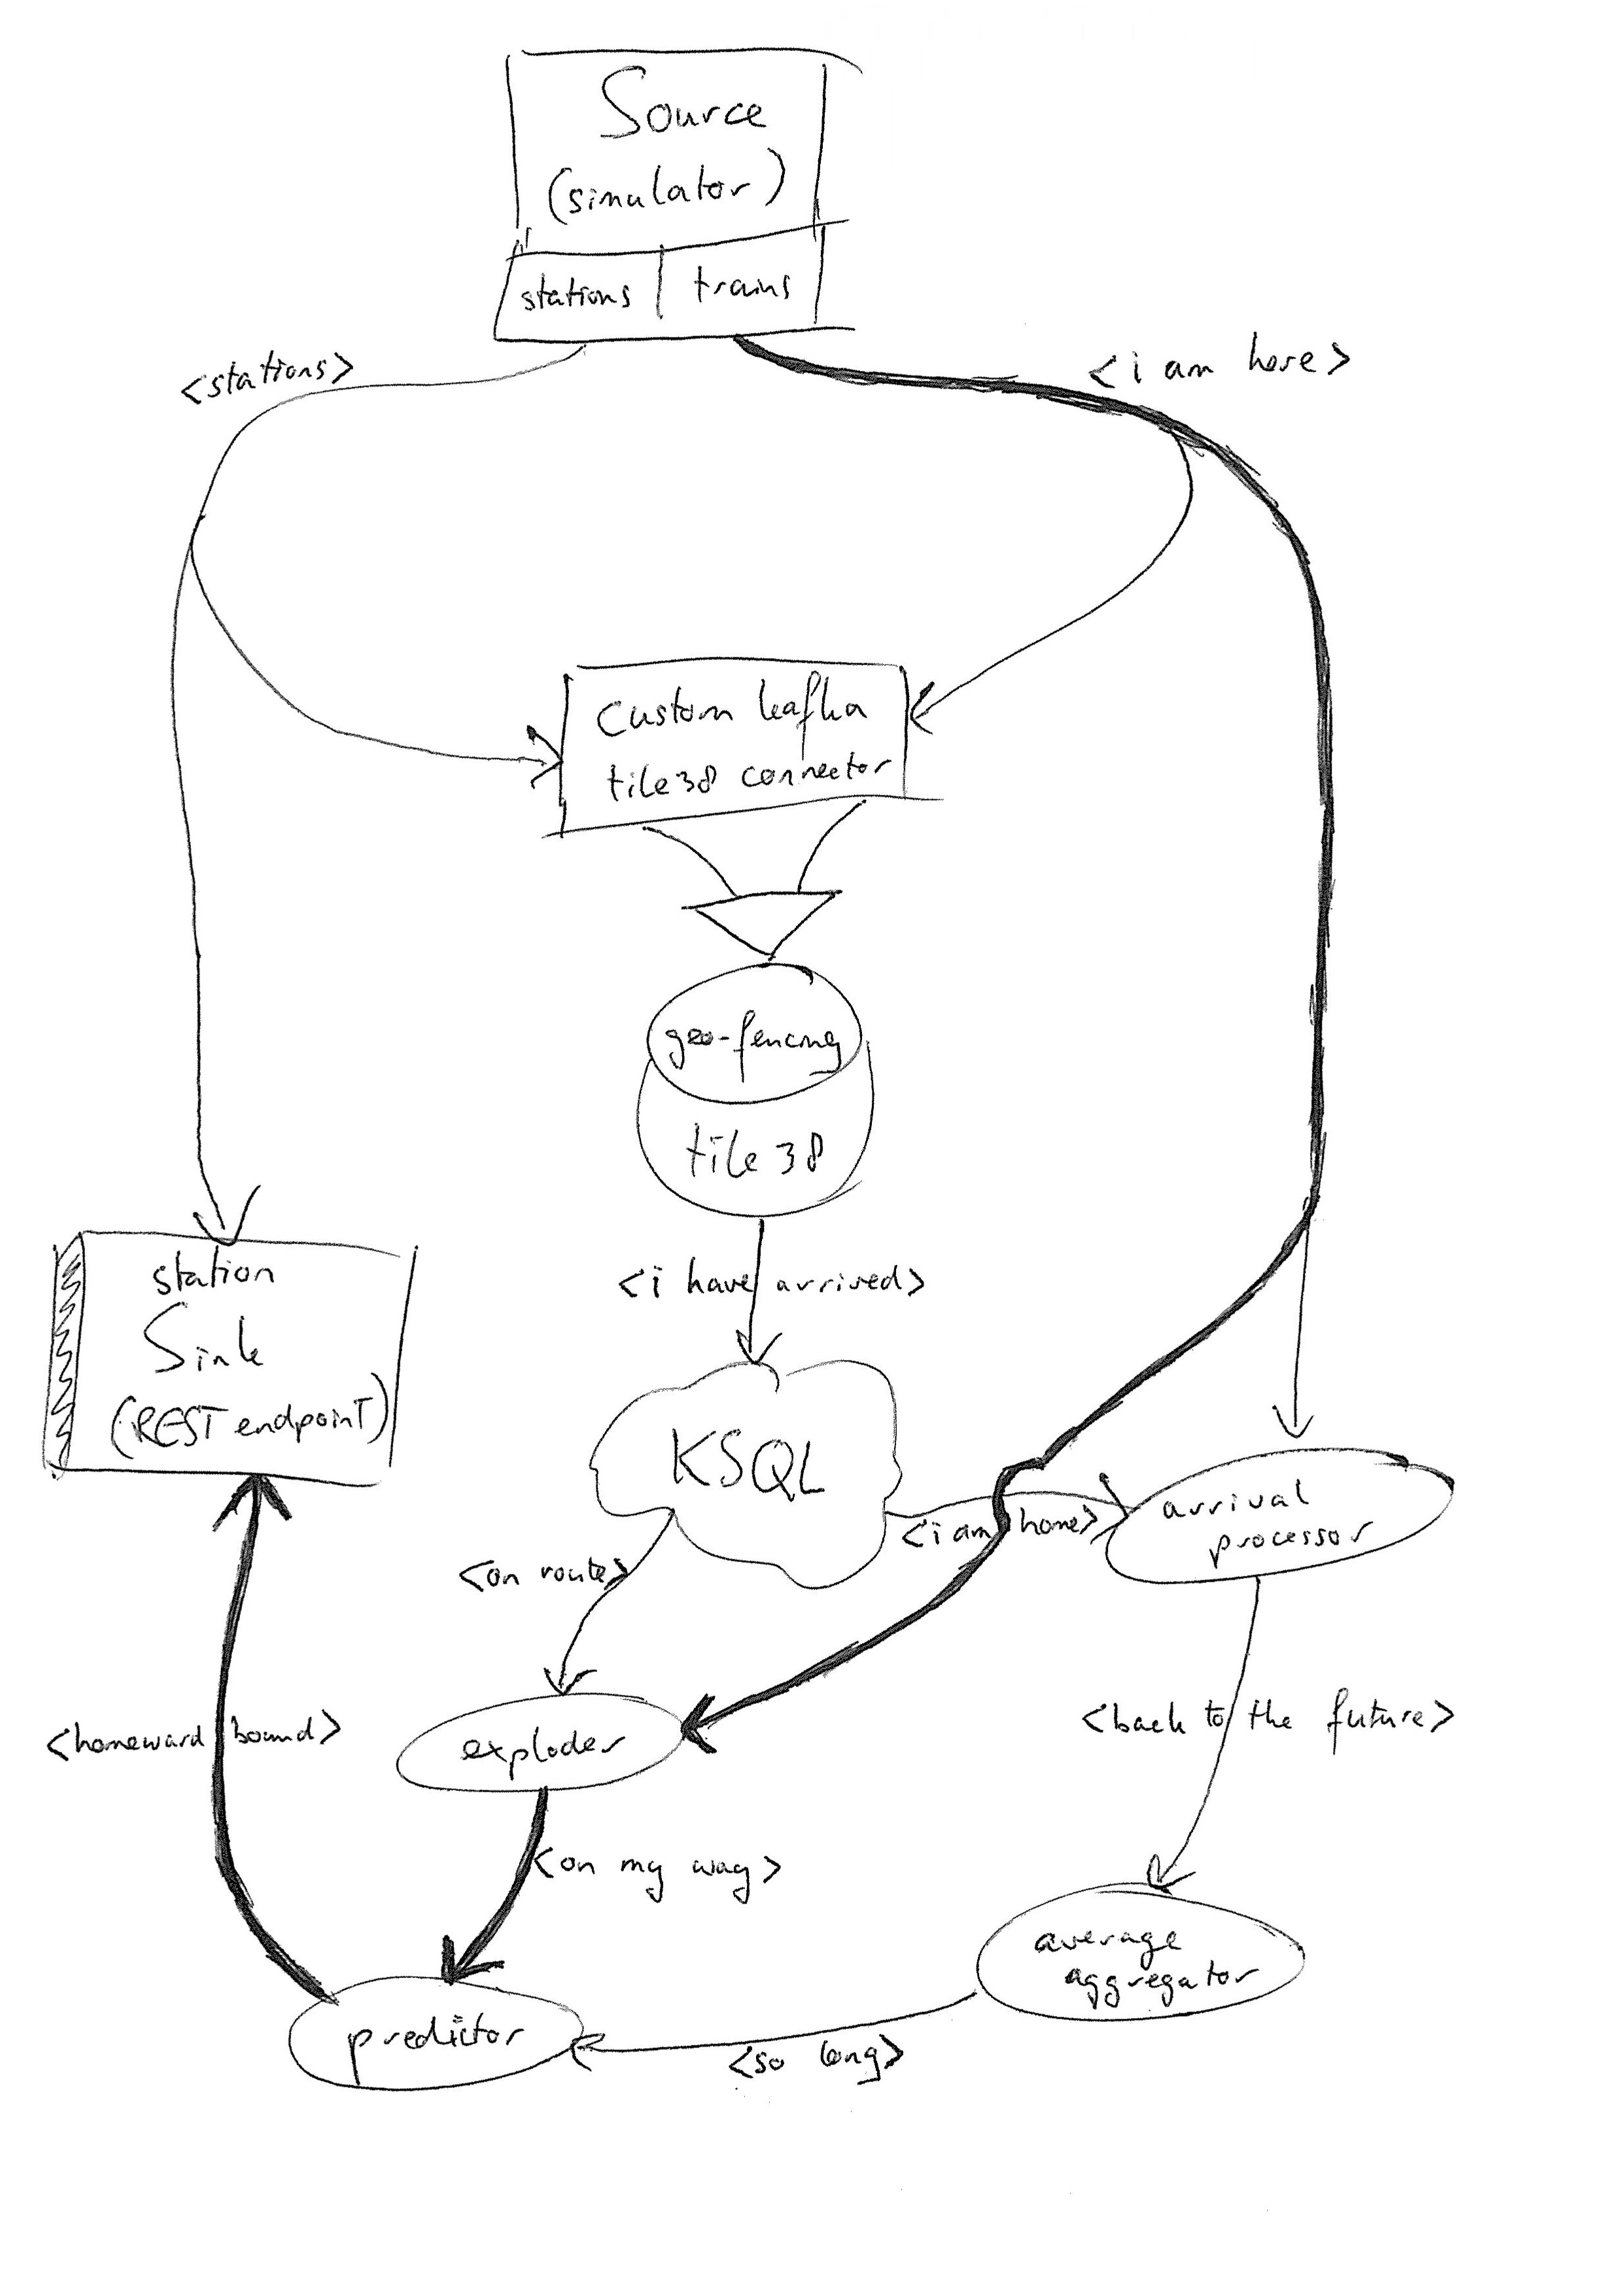 Source
(simulator)
stations
trains
<stations>
<i am here>
Custom kafka
tile38 connector
geo-fencing
tile 38
<i have arrived>
station
Sink
(REST endpoint)
KSQL
<i am home>
arrival
processor
<on route>
<homeward bound>
exploder
<back to the future>
<on my way>
average
aggregator
predictor
<so long>